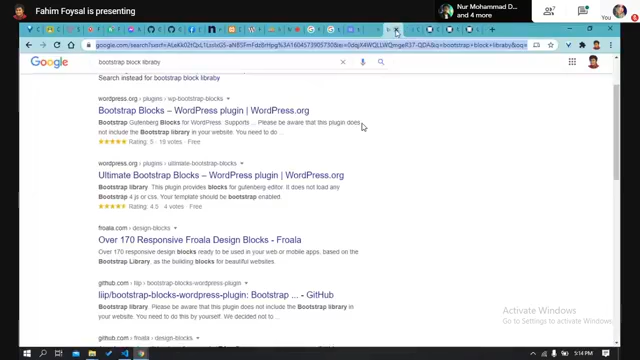 Fahim Foysal is presenting
Nur Mohammad D...
and 4 more
7
Google
bootstrap block libraby
Search instead for bootstrap block libraby
wordpress.org › plugins › wp-bootstrap-blocks
Bootstrap Blocks – WordPress plugin | WordPress.org
Bootstrap Gutenberg Blocks for WordPress. Supports ... Please be aware that this plugin does
not include the Bootstrap library in your website. You need to do ...
Rating: 5 · 15 votes · Free
wordpress.org › plugins › ultimate-bootstrap-blocks
Ultimate Bootstrap Blocks – WordPress plugin | WordPress.org
Bootstrap library. This plugin provides blocks for gutenberg editor. It does not load any
Bootstrap 4 js or css. Your template should be bootstrap enabled
Rating: 4.5 · 4 votes · Free
froala.com › design-blocks
Over 170 Responsive Froala Design Blocks - Froala
Over 170 responsive design blocks ready to be used in your web or mobile apps, based on the
Bootstrap Library, as the building blocks for beautiful websites
github.com › liip › bootstrap-blocks-wordpress-plugin
liip/bootstrap-blocks-wordpress-plugin: Bootstrap ... - GitHub
Bootstrap library. Please be aware that this plugin does not include the Bootstrap library in
your website. You need to do this by yourself. We decided not to ...
github.com › froala › design-blocks
Activate Windows
Go to Settings to activate Windows.
5:14 PM